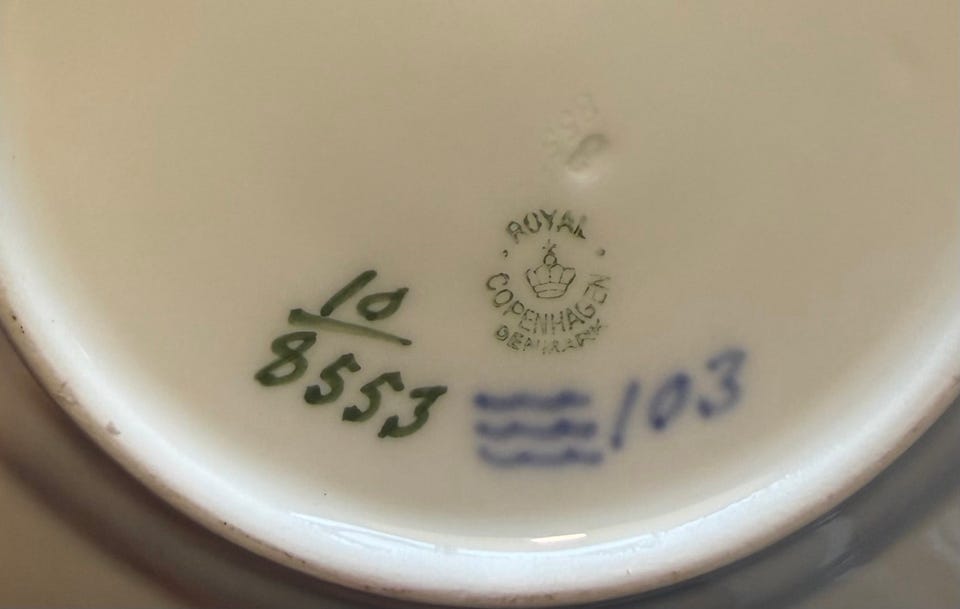 ROYAL
COPENHAGEN
DENMARK
10
8553
103